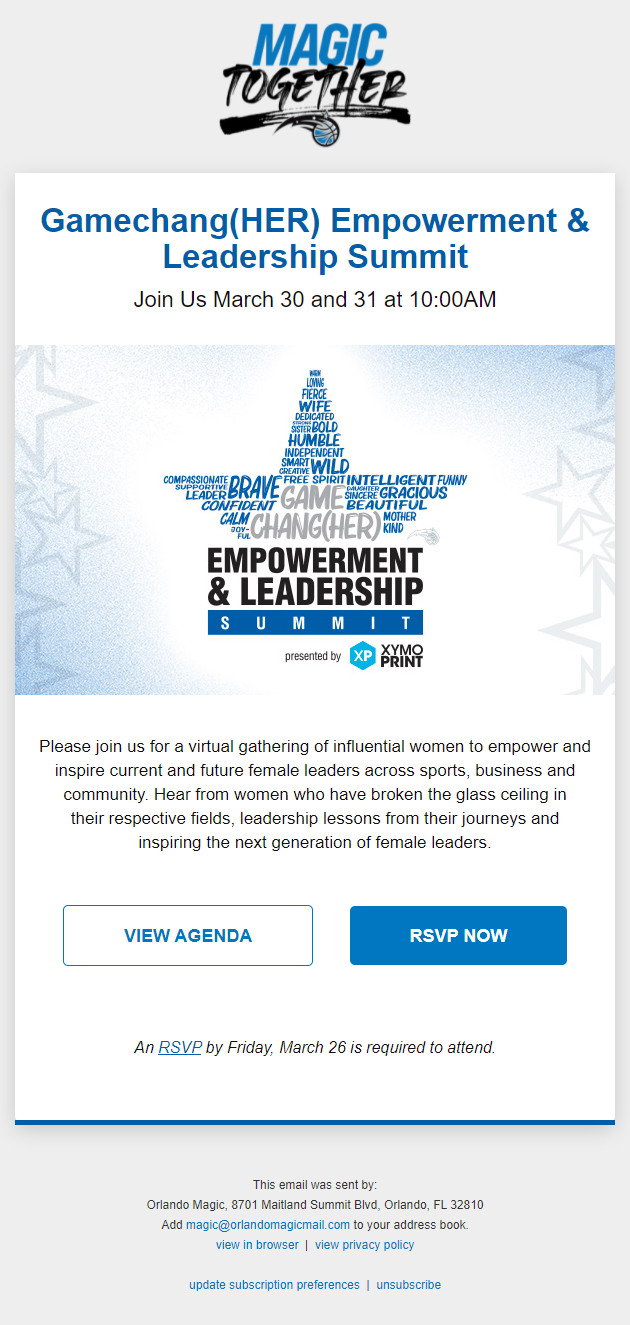 MAGIC
TOGETHER
Gamechang(HER) Empowerment &
Leadership Summit
Join Us March 30 and 31 at 10:00AM
WARM
LOVING
FIERCE
WIFE
DEDICATED
STRONG
SISTER BOLD
HUMBLE
INDEPENDENT
SMART WILD
CREATIVE
FREE SPIRIT
COMPASSIONATE BRAVE INTELLIGENT FUNNY
SUPPORTIVE GAME DAUGHTER
LEADER SINCERE GRACIOUS
CONFIDENT BEAUTIFUL
CALM CHANG(HER) MOTHER
JOY- KIND
FUL
EMPOWERMENT
& LEADERSHIP
SUMMIT
presented by XP XYMO
PRINT
Please join us for a virtual gathering of influential women to empower and
inspire current and future female leaders across sports, business and
community. Hear from women who have broken the glass ceiling in
their respective fields, leadership lessons from their journeys and
inspiring the next generation of female leaders.
VIEW AGENDA RSVP NOW
An RSVP by Friday, March 26 is required to attend.
This email was sent by:
Orlando Magic, 8701 Maitland Summit Blvd, Orlando, FL 32810
Add magic@orlandomagicmail.com to your address book.
view in browser | view privacy policy
update subscription preferences | unsubscribe